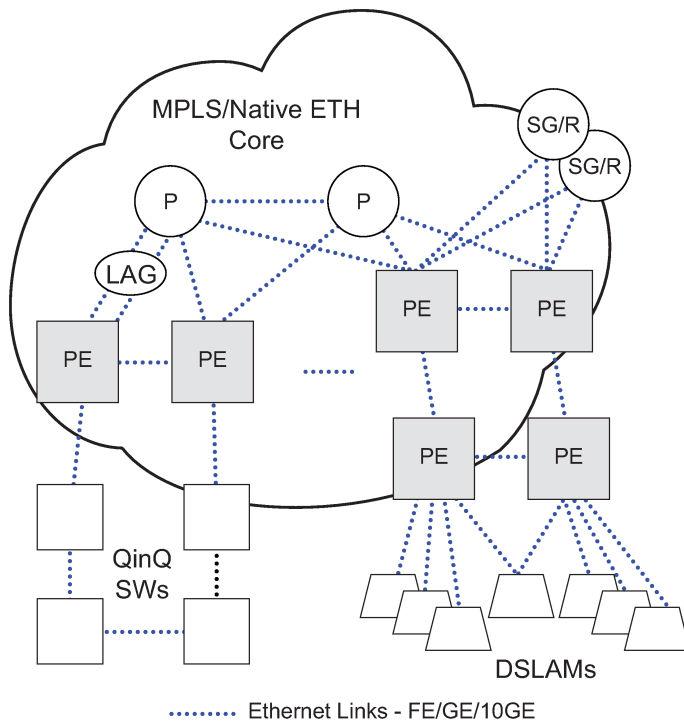 MPLS/Native ETH
Core
SG/R
SG/R
P
P
LAG
PE
PE
PE
PE
PE
PE
QinQ
SWs
DSLAMs
Ethernet Links - FE/GE/10GE